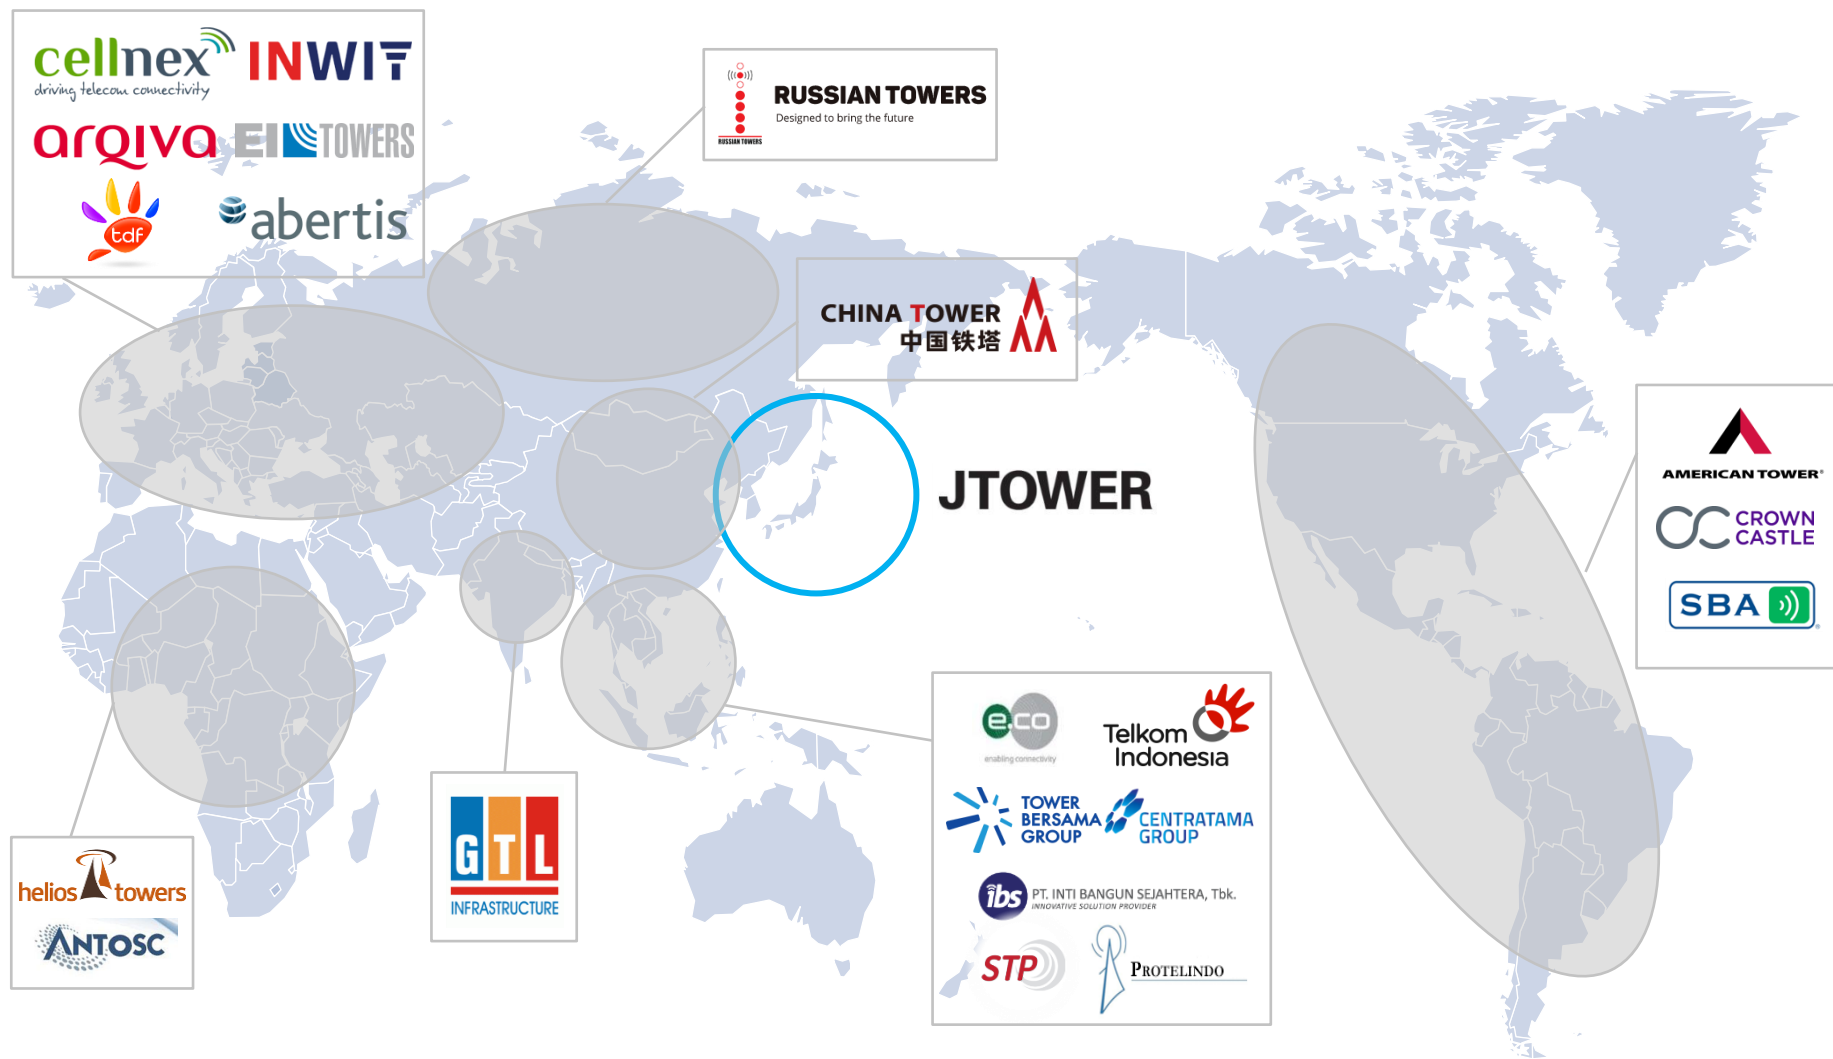 cellnex
driving telecom connectivity
INWIT
arqiva
EI TOWERS
tdf
abertis
RUSSIAN TOWERS
Designed to bring the future
RUSSIAN TOWERS
CHINA TOWER
中国铁塔
JTOWER
AMERICAN TOWER®
CROWN
CASTLE
SBA
®
e.co
enabling connectivity
Telkom
Indonesia
TOWER
BERSAMA
GROUP
CENTRATAMA
GROUP
ibs
PT. INTI BANGUN SEJAHTERA, Tbk.
INNOVATIVE SOLUTION PROVIDER
STP
PROTELINDO
GTL
INFRASTRUCTURE
helios towers
ANTOSC